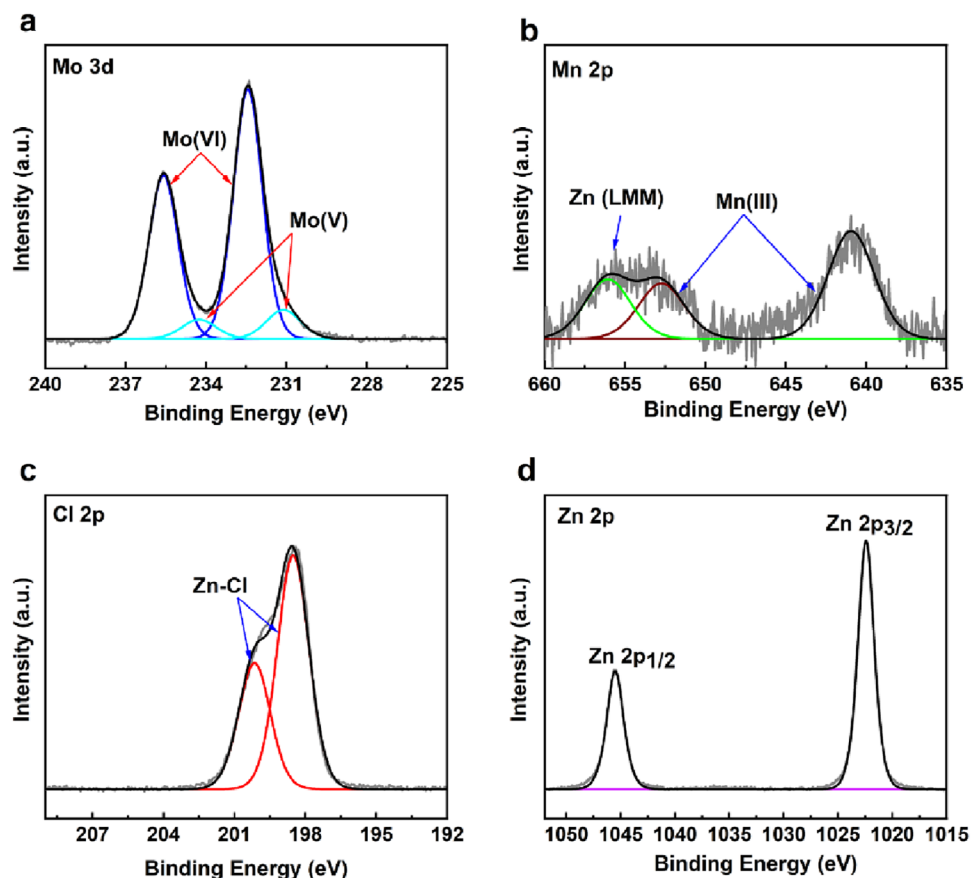 a
Mo 3d
Mo(VI)
Mo(V)
Intensity (a.u.)
240 237 234 231 228 225
Binding Energy (eV)
b
Mn 2p
Zn (LMM)
Mn(III)
Intensity (a.u.)
660 655 650 645 640 635
Binding Energy (eV)
c
Cl 2p
Zn-Cl
Intensity (a.u.)
207 204 201 198 195 192
Binding Energy (eV)
d
Zn 2p
Zn 2p3/2
Zn 2p1/2
Intensity (a.u.)
1050 1045 1040 1035 1030 1025 1020 1015
Binding Energy (eV)